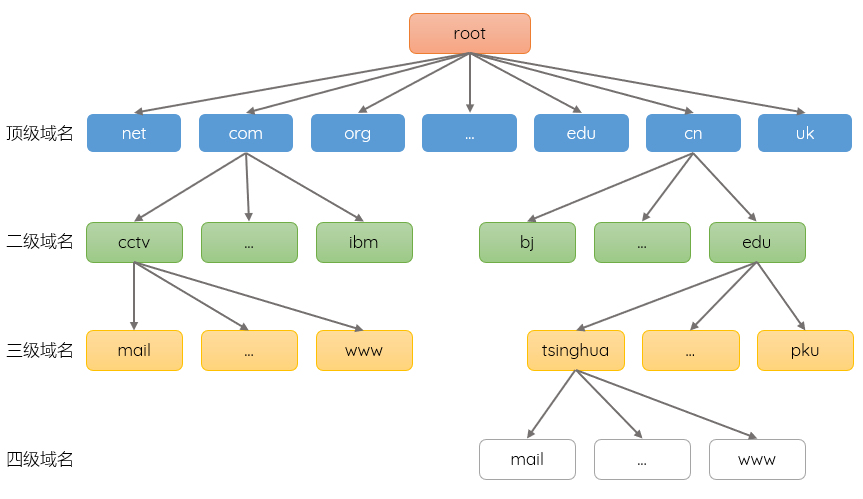 root
顶级域名 net com org ... edu cn uk
二级域名 cctv ... ibm bj ... edu
三级域名 mail ... www tsinghua ... pku
四级域名 mail ... www